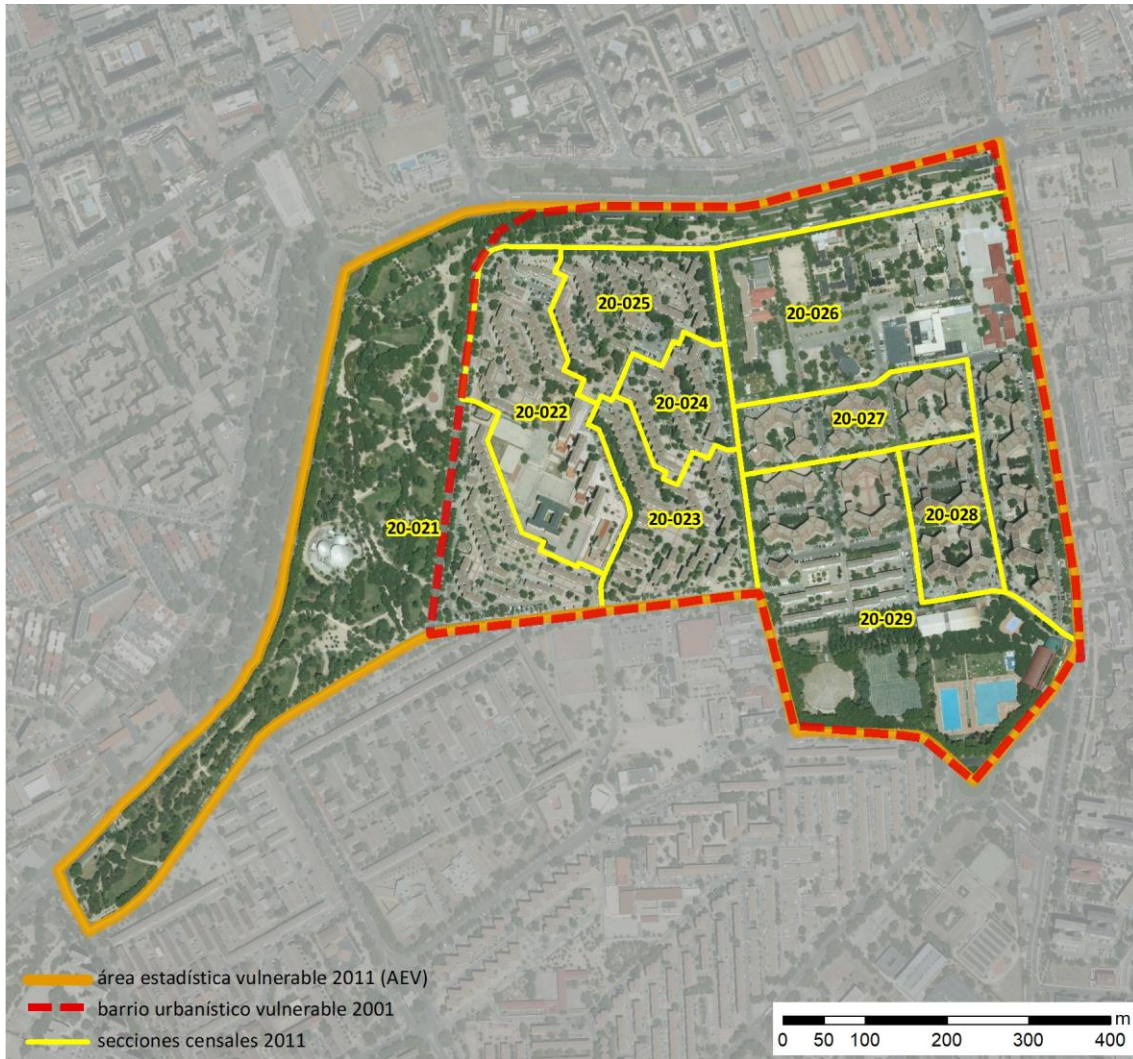 20-025
20-026
20-022
20-024
20-027
20-021
20-023
20-028
20-029
área estadística vulnerable 2011 (AEV)
barrio urbanístico vulnerable 2001
secciones censales 2011
m
0 50 100 200 300 400